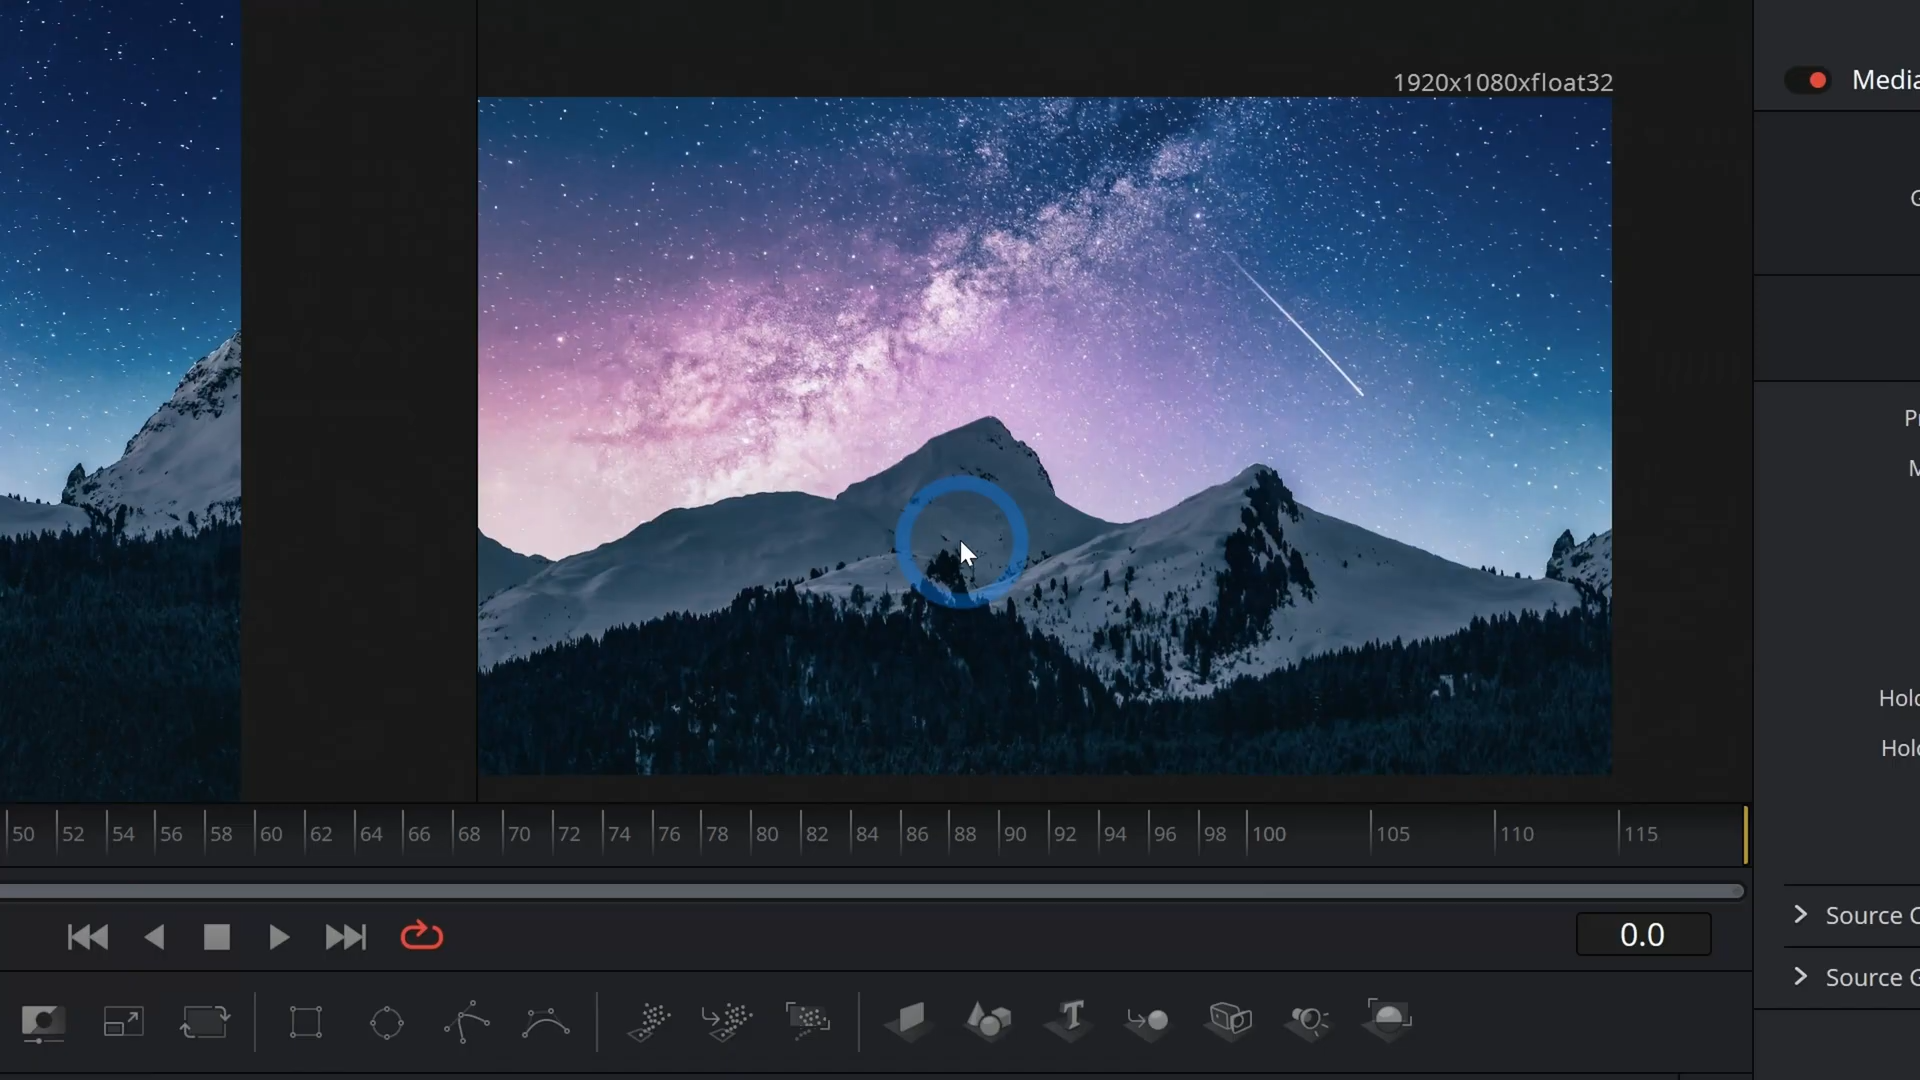 1920x1080xfloat32
Media
G
Pr
M
Hold
Hold
50 52 54 56 58 60 62 64 66 68 70 72 74 76 78 80 82 84 86 88 90 92 94 96 98 100 105 110 115
0.0
Source C
Source G